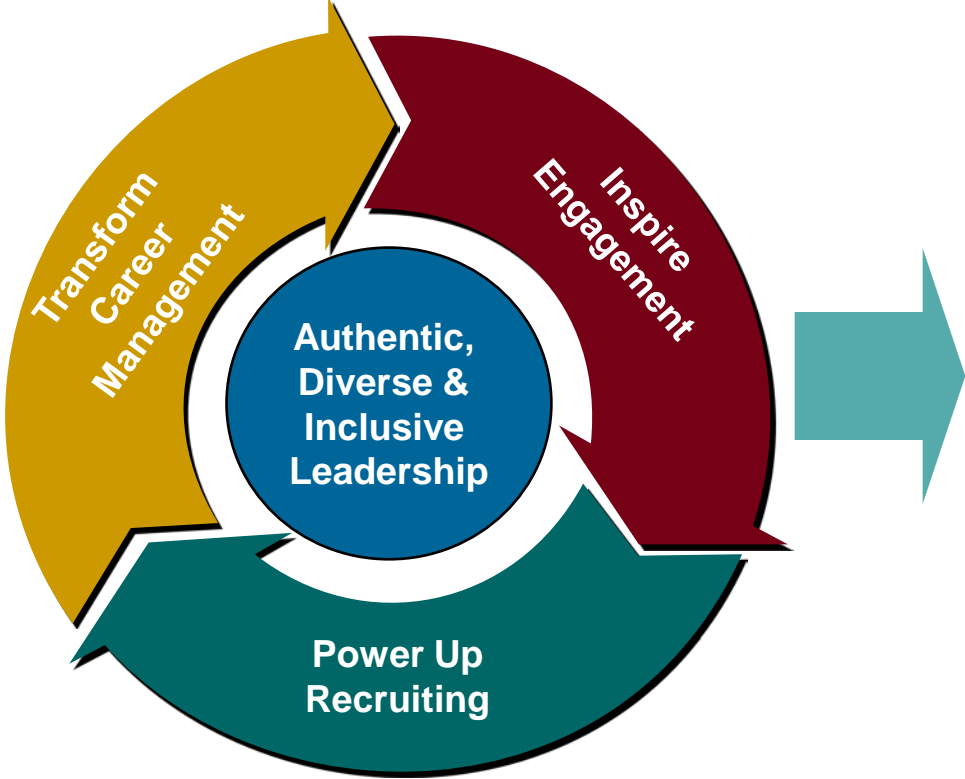 Transform
Career
Management
Inspire
Engagement
Authentic,
Diverse &
Inclusive
Leadership
Power Up
Recruiting